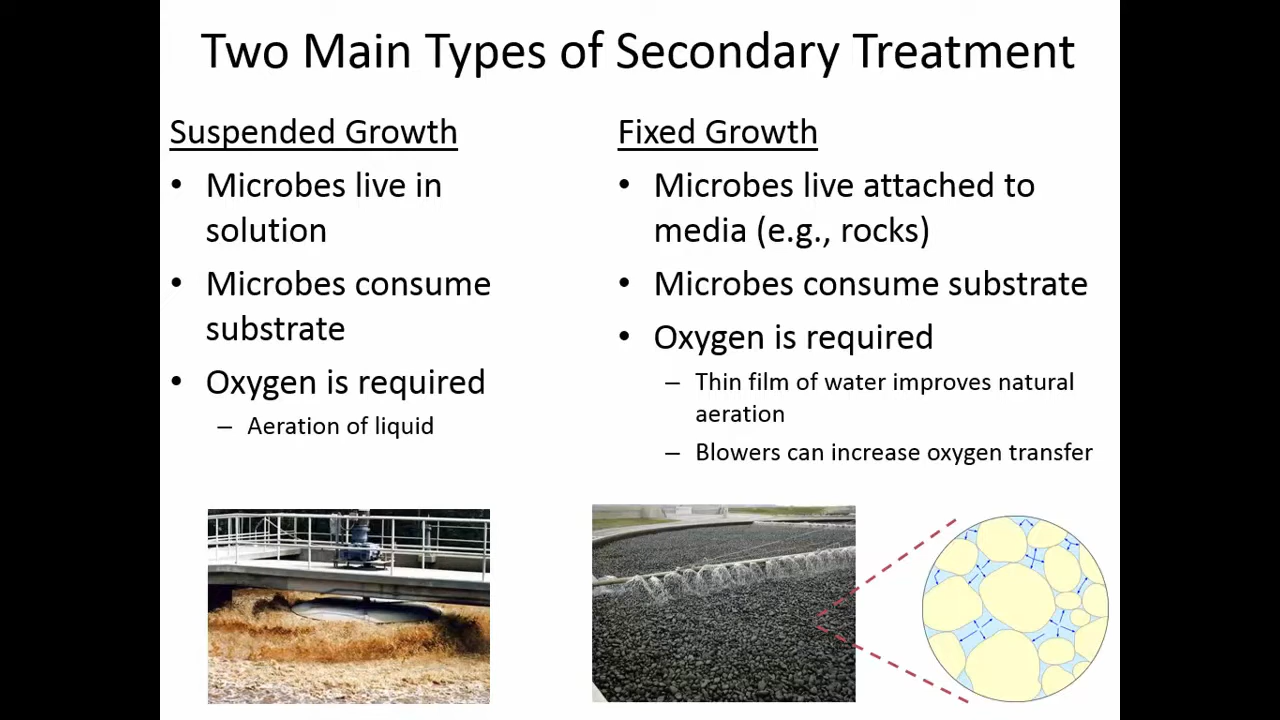 Two Main Types of Secondary Treatment
Suspended Growth
• Microbes live in
solution
• Microbes consume
substrate
• Oxygen is required
– Aeration of liquid
Fixed Growth
• Microbes live attached to
media (e.g., rocks)
• Microbes consume substrate
• Oxygen is required
– Thin film of water improves natural
aeration
– Blowers can increase oxygen transfer